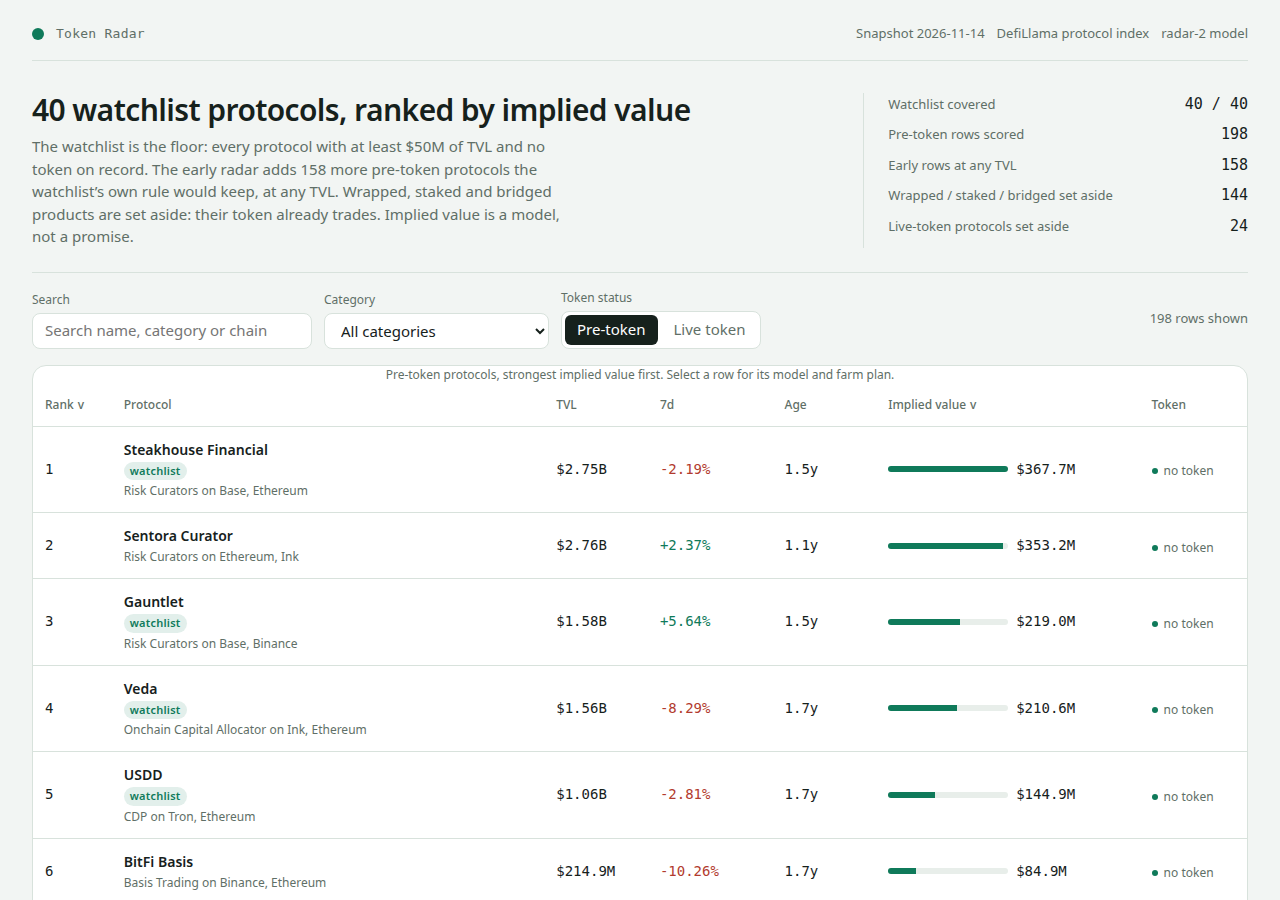 Token Radar
Snapshot 2026-11-14 DefiLlama protocol index radar-2 model
40 watchlist protocols, ranked by implied value
The watchlist is the floor: every protocol with at least $50M of TVL and no
token on record. The early radar adds 158 more pre-token protocols the
watchlist’s own rule would keep, at any TVL. Wrapped, staked and bridged
products are set aside: their token already trades. Implied value is a model,
not a promise.
Watchlist covered 40 / 40
Pre-token rows scored 198
Early rows at any TVL 158
Wrapped / staked / bridged set aside 144
Live-token protocols set aside 24
Search
Search name, category or chain
Category
All categories
Token status
Pre-token Live token
198 rows shown
Pre-token protocols, strongest implied value first. Select a row for its model and farm plan.
Rank v Protocol TVL 7d Age Implied value v Token
Steakhouse Financial
watchlist
1 $2.75B -2.19% 1.5y $367.7M no token
Risk Curators on Base, Ethereum
Sentora Curator
2 $2.76B +2.37% 1.1y $353.2M no token
Risk Curators on Ethereum, Ink
Gauntlet
watchlist
3 $1.58B +5.64% 1.5y $219.0M no token
Risk Curators on Base, Binance
Veda
watchlist
4 $1.56B -8.29% 1.7y $210.6M no token
Onchain Capital Allocator on Ink, Ethereum
USDD
watchlist
5 $1.06B -2.81% 1.7y $144.9M no token
CDP on Tron, Ethereum
BitFi Basis
6 $214.9M -10.26% 1.7y $84.9M no token
Basis Trading on Binance, Ethereum